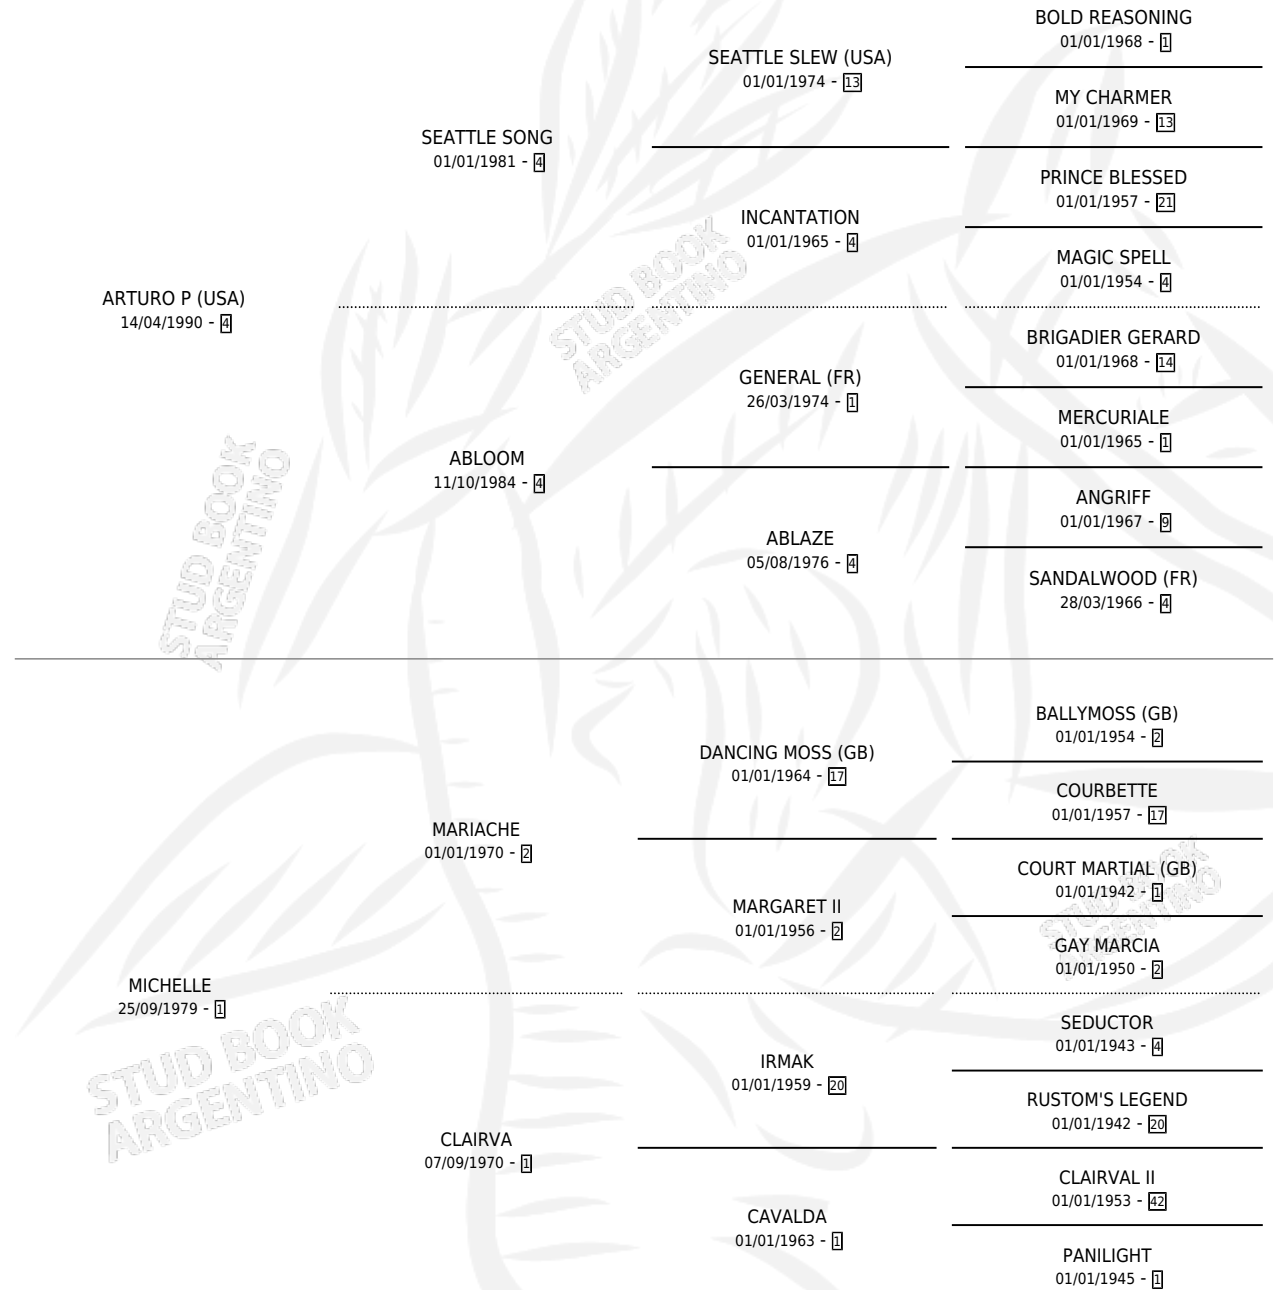 BOLD REASONING
01/01/1968 - 1
SEATTLE SLEW (USA)
01/01/1974 - 13
MY CHARMER
01/01/1969 - 13
SEATTLE SONG
01/01/1981 - 4
PRINCE BLESSED
01/01/1957 - 21
INCANTATION
01/01/1965 - 4
MAGIC SPELL
01/01/1954 - 4
STUD BOOK
ARGENTINO
ARTURO P (USA)
14/04/1990 - 4
BRIGADIER GERARD
01/01/1968 - 14
GENERAL (FR)
26/03/1974 - 1
MERCURIALE
01/01/1965 - 1
ABLOOM
11/10/1984 - 4
ANGRIFF
01/01/1967 - 9
ABLAZE
05/08/1976 - 4
SANDALWOOD (FR)
28/03/1966 - 4
STUD BOOK
ARGENTINO
BALLYMOSS (GB)
01/01/1954 - 2
DANCING MOSS (GB)
01/01/1964 - 17
COURBETTE
01/01/1957 - 17
MARIACHE
01/01/1970 - 2
COURT MARTIAL (GB)
01/01/1942 - 1
MARGARET II
01/01/1956 - 2
GAY MARCIA
01/01/1950 - 2
STUD BOOK
ARGENTINO
MICHELLE
25/09/1979 - 1
SEDUCTOR
01/01/1943 - 4
IRMAK
01/01/1959 - 20
RUSTOM'S LEGEND
01/01/1942 - 20
STUD BOOK
ARGENTINO
CLAIRVA
07/09/1970 - 1
CLAIRVAL II
01/01/1953 - 42
CAVALDA
01/01/1963 - 1
PANILIGHT
01/01/1945 - 1